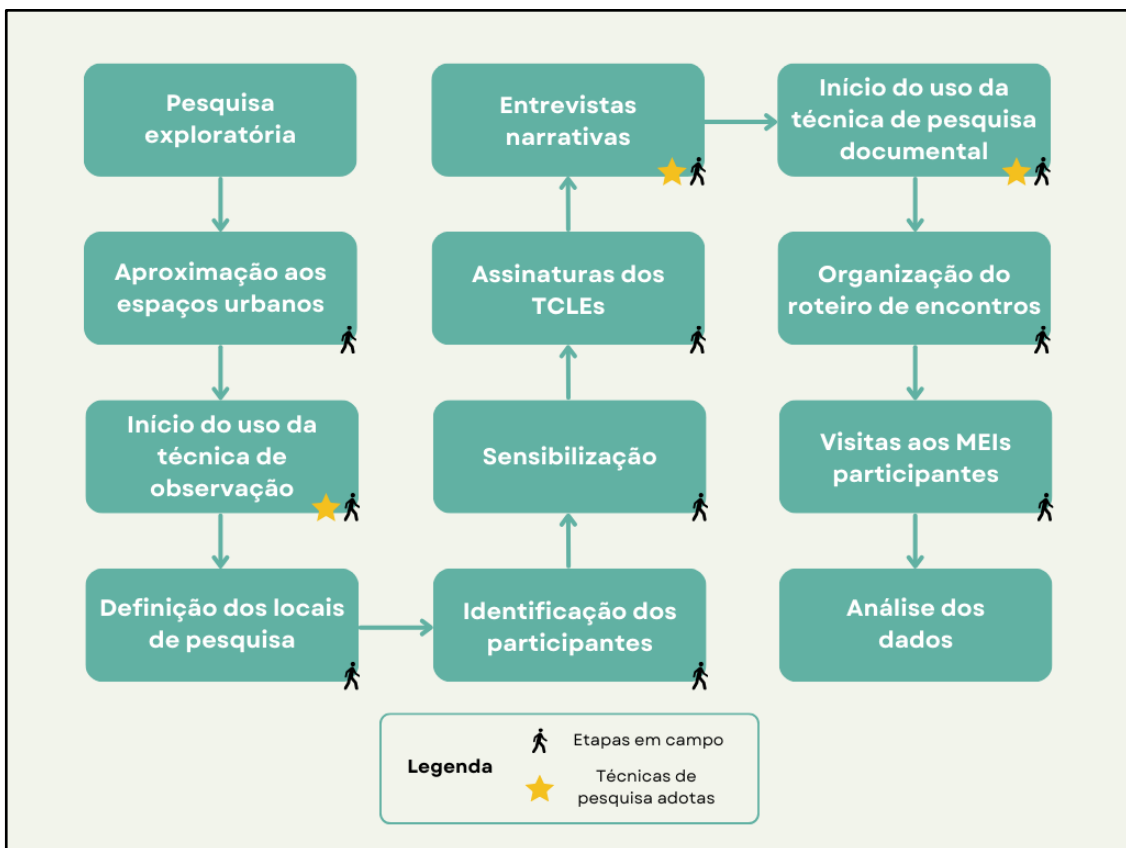 Pesquisa
exploratória
Aproximação aos
espaços urbanos
Início do uso da
técnica de
observação
Definição dos locais
de pesquisa
Identificação dos
participantes
Sensibilização
Assinaturas dos
TCLEs
Entrevistas
narrativas
Início do uso da
técnica de pesquisa
documental
Organização do
roteiro de encontros
Visitas aos MEIs
participantes
Análise dos
dados
Legenda
Etapas em campo
Técnicas de
pesquisa adotas